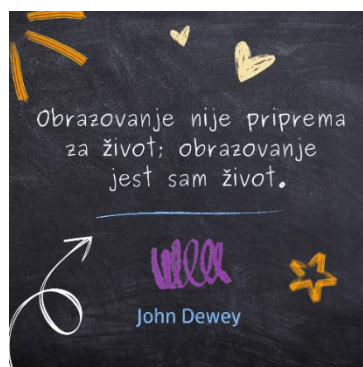 Obrazovanje nije priprema
za život; obrazovanje
jest sam život.
John Dewey